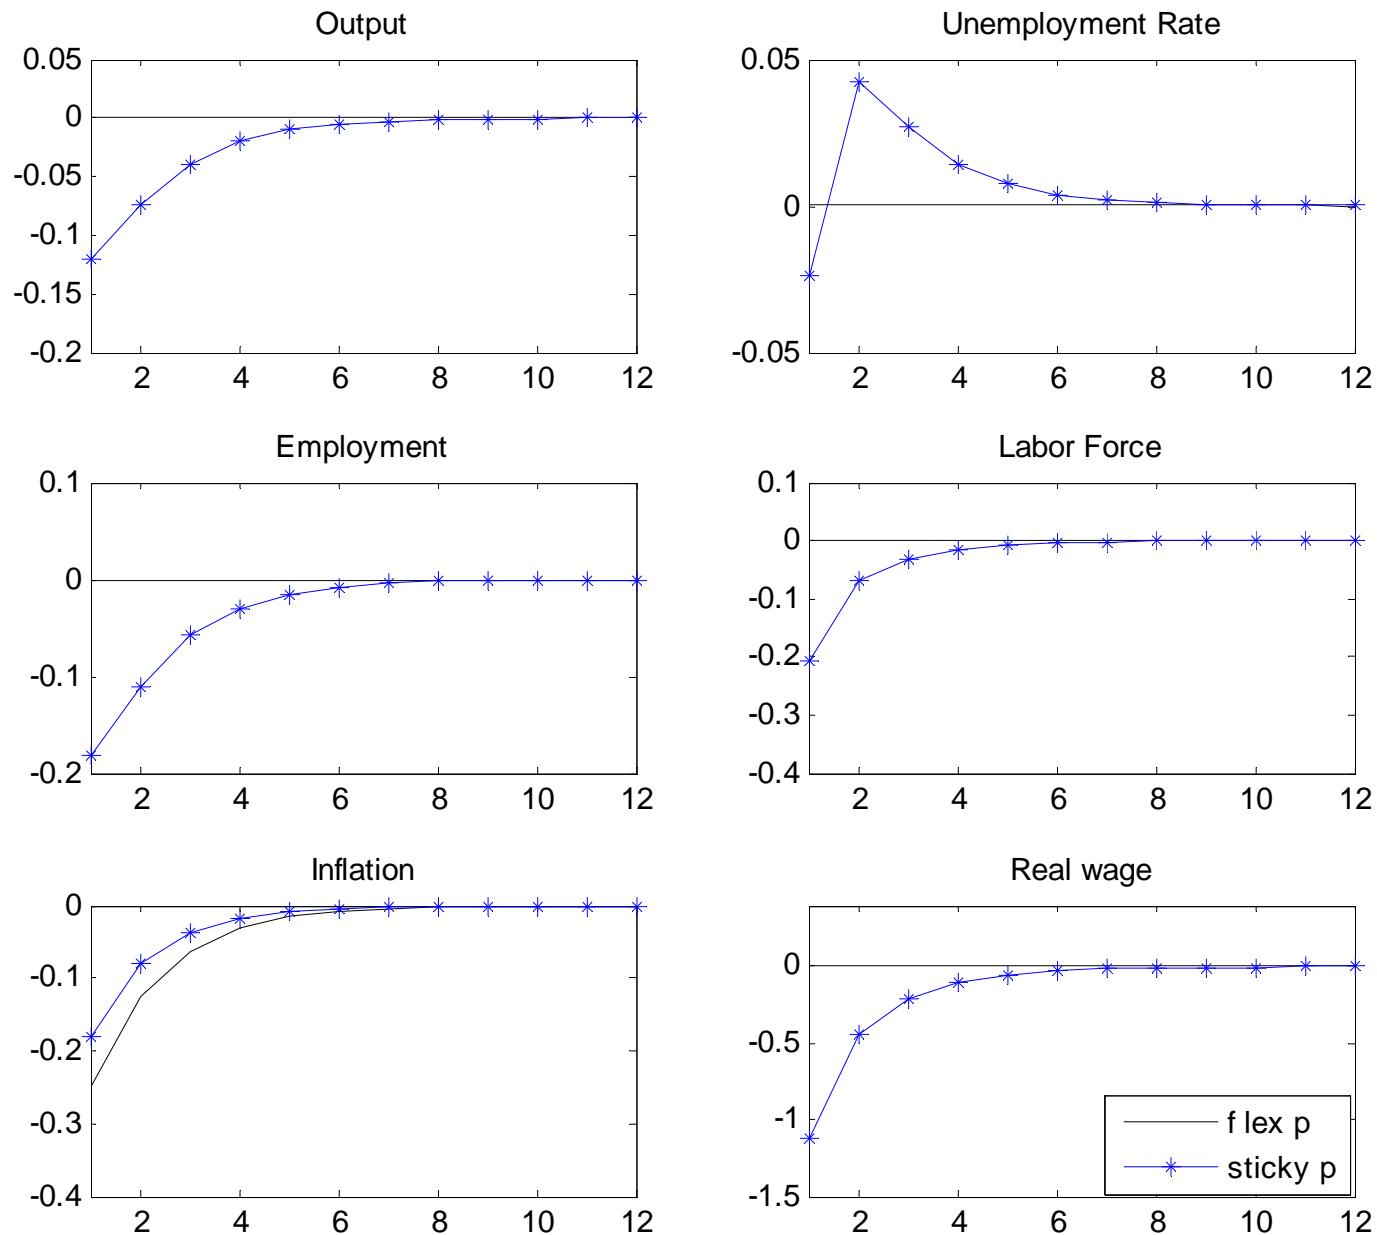 Output
0.05
0
-0.05
-0.1
-0.15
-0.2
2 4 6 8 10 12
Unemployment Rate
0.05
0
-0.05
2 4 6 8 10 12
Employment
0.1
0
-0.1
-0.2
2 4 6 8 10 12
Labor Force
0.1
0
-0.1
-0.2
-0.3
-0.4
2 4 6 8 10 12
Inflation
0
-0.1
-0.2
-0.3
-0.4
2 4 6 8 10 12
Real wage
0
-0.5
-1
-1.5
2 4 6 8 10 12
f lex p
sticky p